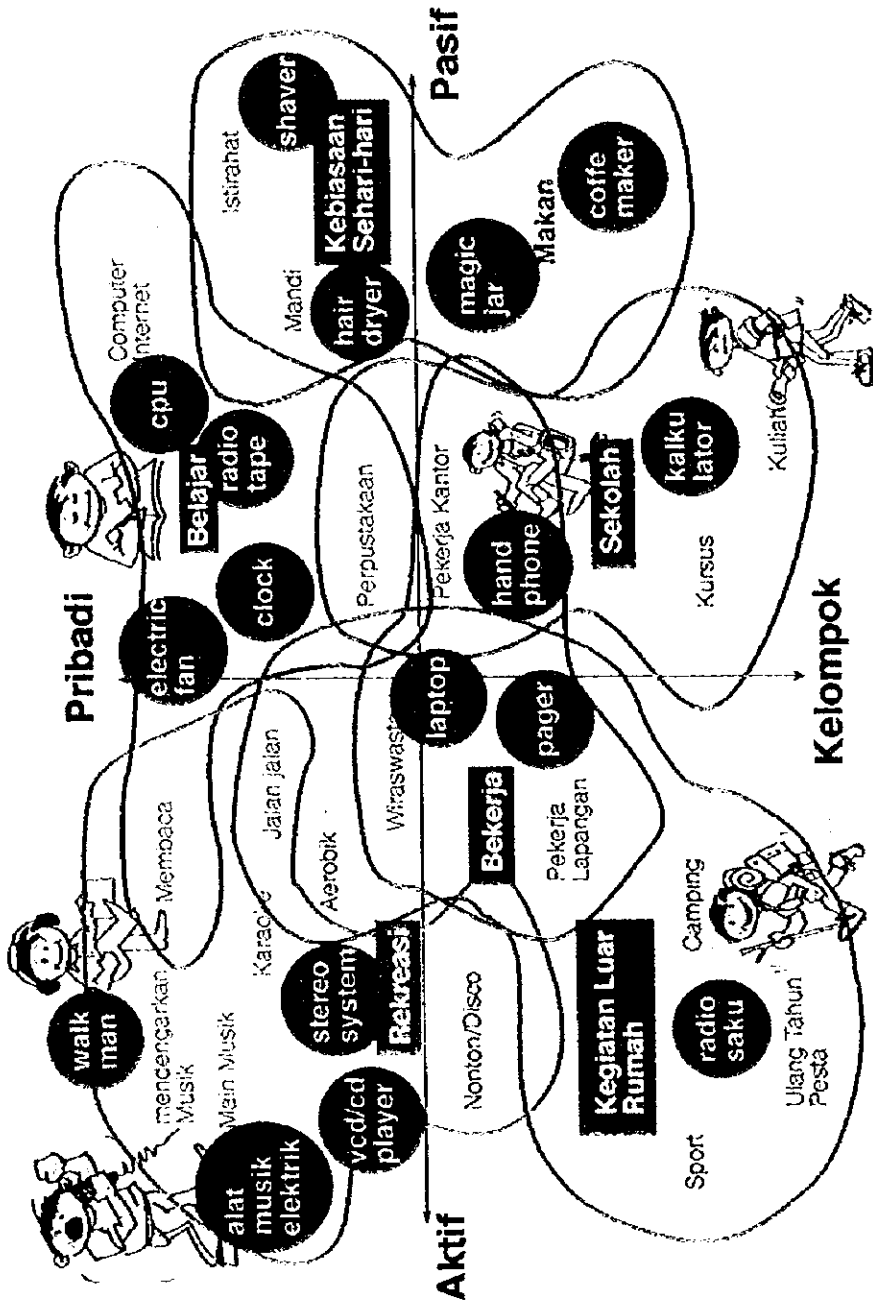 Pribadi
walk
man
mencengarkan
Musik
Membaca
electric
fan
Belajar
cpu
Computer
Internet
alat
musik
elektrik
Main Musik
Karaoke
Jalan jalan
clock
radio
tape
Istirahat
shaver
vcd/cd
player
stereo
system
Rekreasi
Aerobik
Wiraswasta
Perpustakaan
Mandi
hair
dryer
Kebiasaan
Sehari-hari
Aktif
Pasif
Nonton/Disco
Bekerja
laptop
Pekerja Kantor
magic
jar
Makan
pager
hand
phone
Pekerja
Lapangan
Kegiatan Luar
Rumah
Sekolah
coffe
maker
Sport
radio
saku
Camping
Kursus
kalku
lator
Kuliah
Ulang Tahun
Pesta
Kelompok